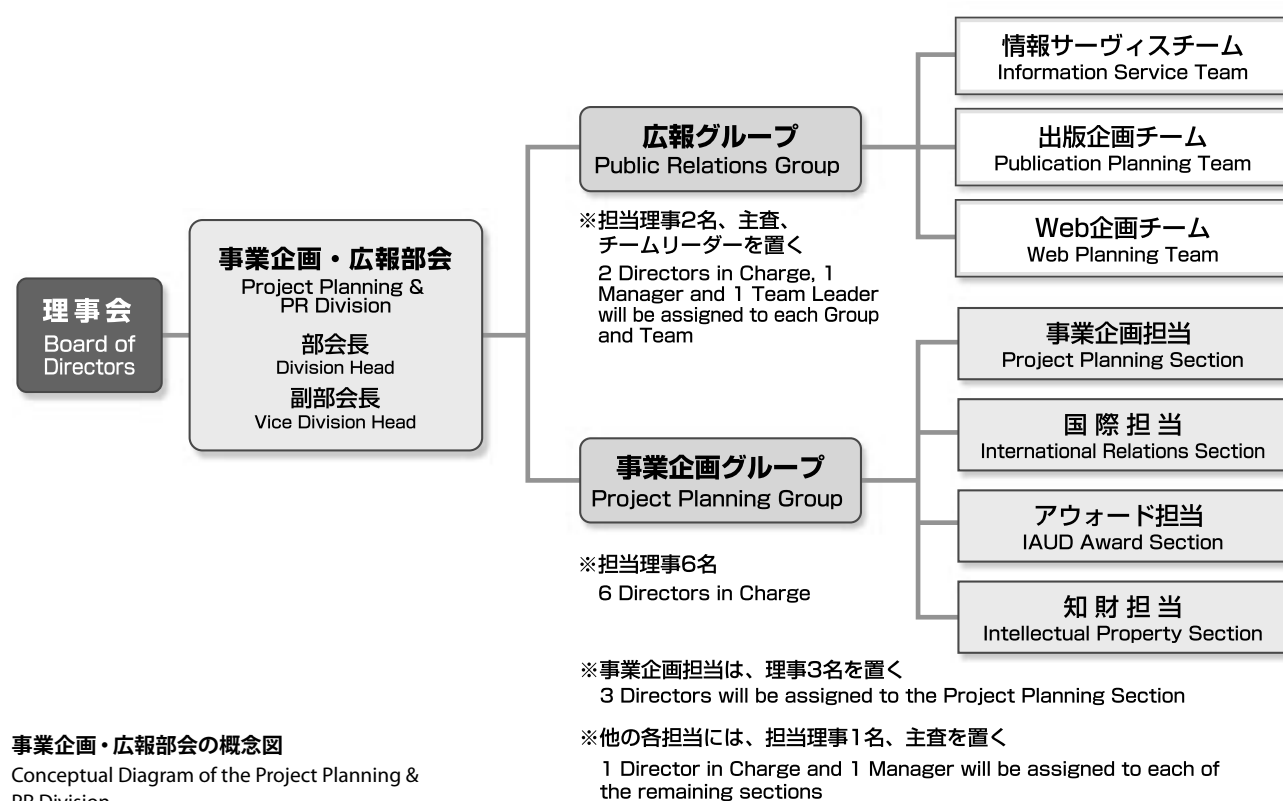 理事会
Board of
Directors
事業企画・広報部会
Project Planning &
PR Division
部会長
Division Head
副部会長
Vice Division Head
広報グループ
Public Relations Group
※担当理事2名、主査、
チームリーダーを置く
2 Directors in Charge, 1
Manager and 1 Team Leader
will be assigned to each Group
and Team
情報サーヴィスチーム
Information Service Team
出版企画チーム
Publication Planning Team
Web企画チーム
Web Planning Team
事業企画グループ
Project Planning Group
※担当理事6名
6 Directors in Charge
事業企画担当
Project Planning Section
国際担当
International Relations Section
アウォード担当
IAUD Award Section
知財担当
Intellectual Property Section
※事業企画担当は、理事3名を置く
3 Directors will be assigned to the Project Planning Section
※他の各担当には、担当理事1名、主査を置く
1 Director in Charge and 1 Manager will be assigned to each of
the remaining sections
事業企画・広報部会の概念図
Conceptual Diagram of the Project Planning &
PR Division